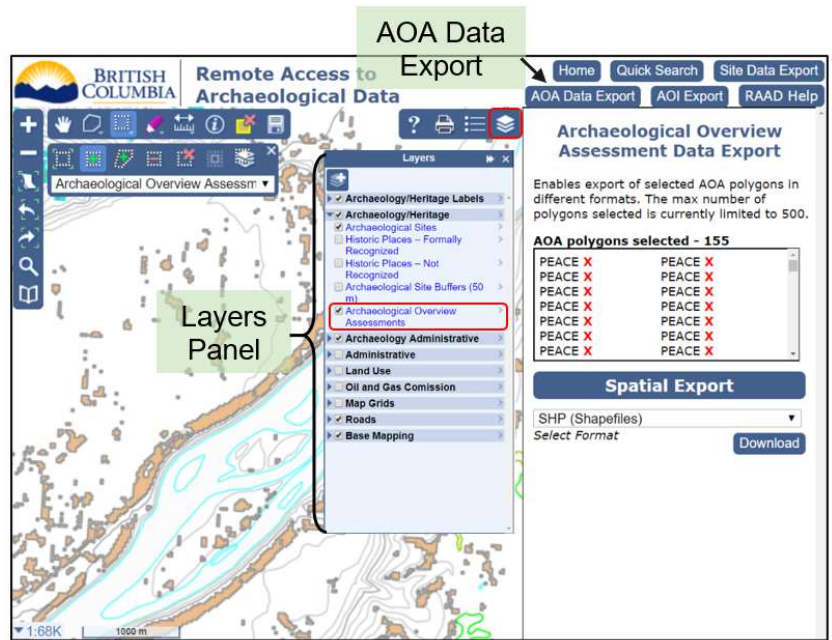 AOA Data
Export
BRITISH
COLUMBIA
Remote Access to
Archaeological Data
Home
Quick Search
Site Data Export
AOA Data Export
AOI Export
RAAD Help
Archaeological Overview Assessm
Layers
Archaeology/Heritage Labels
Archaeology/Heritage
Archaeological Sites
Historic Places – Formally
Recognized
Historic Places – Not
Recognized
Archaeological Site Buffers (50
m)
Archaeological Overview
Assessments
Archaeology Administrative
Administrative
Land Use
Oil and Gas Comission
Map Grids
Roads
Base Mapping
Layers
Panel
Archaeological Overview
Assessment Data Export
Enables export of selected AOA polygons in
different formats. The max number of
polygons selected is currently limited to 500.
AOA polygons selected - 155
PEACE X PEACE X
PEACE X PEACE X
PEACE X PEACE X
PEACE X PEACE X
PEACE X PEACE X
PEACE X PEACE X
Spatial Export
SHP (Shapefiles)
Select Format
Download
1:68K
1000 m